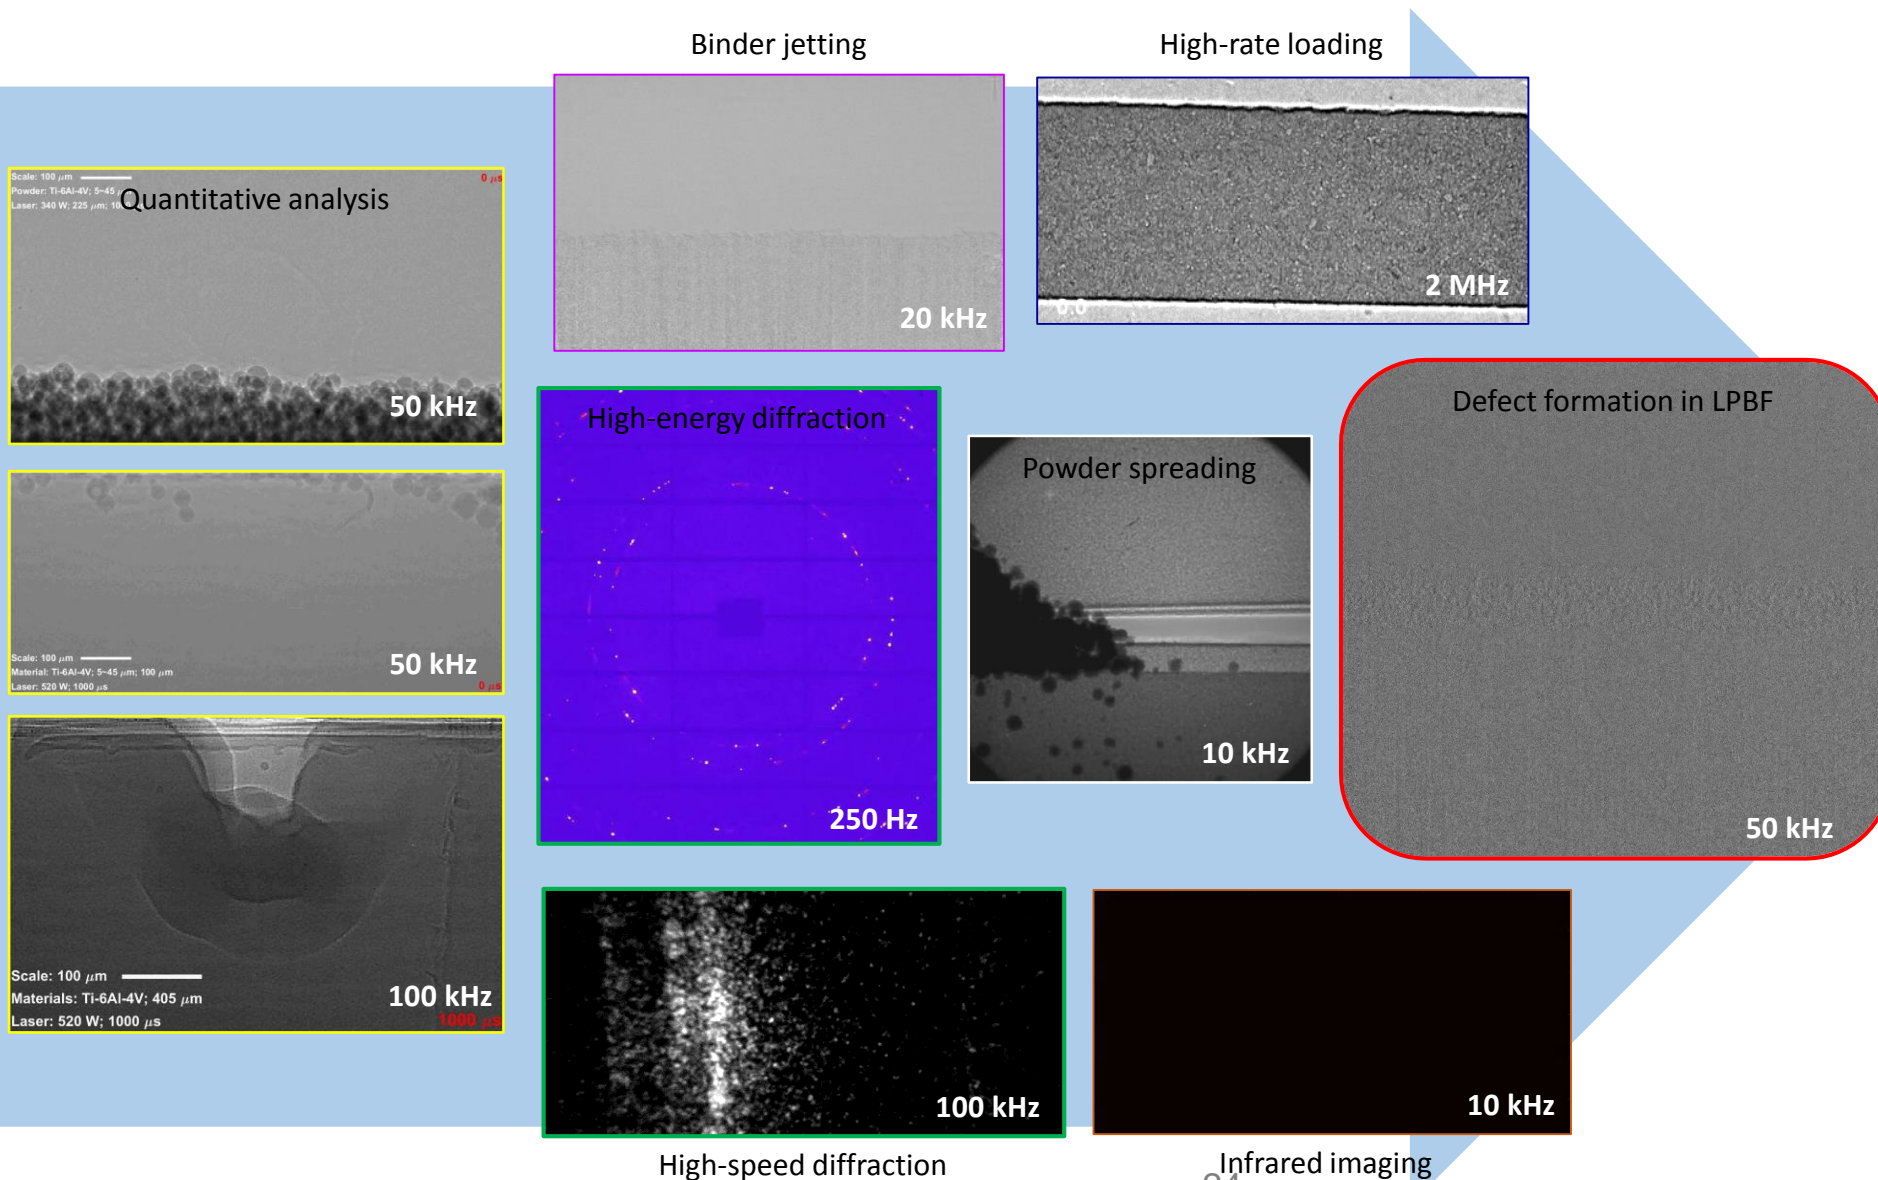 Binder jetting
High-rate loading
Scale: 100 μm
0 μs
Powder: Ti-6Al-4V; 5~45
Laser: 340 W; 225 μm;
Quantitative analysis
50 kHz
20 kHz
2 MHz
0.0
High-energy diffraction
250 Hz
Powder spreading
10 kHz
Defect formation in LPBF
50 kHz
Scale: 100 μm
Material: Ti-6Al-4V; 5~45 μm; 100 μm
Laser: 520 W; 1000 μs
50 kHz
0 μs
Scale: 100 μm
Materials: Ti-6Al-4V; 405 μm
Laser: 520 W; 1000 μs
100 kHz
1000 μs
100 kHz
10 kHz
High-speed diffraction
Infrared imaging